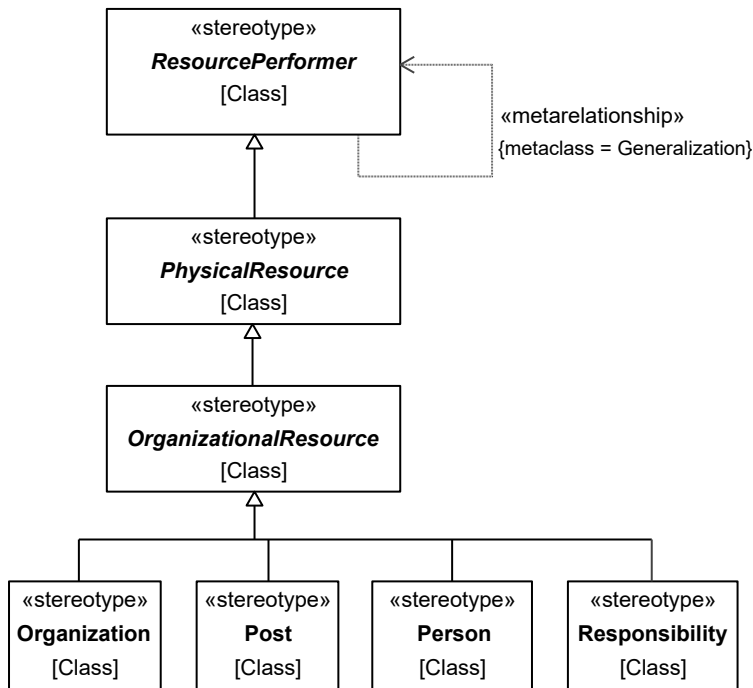 «stereotype»
ResourcePerformer
[Class]
«metarelationship»
{metaclass = Generalization}
«stereotype»
PhysicalResource
[Class]
«stereotype»
OrganizationalResource
[Class]
«stereotype»
Organization
[Class]
«stereotype»
Post
[Class]
«stereotype»
Person
[Class]
«stereotype»
Responsibility
[Class]